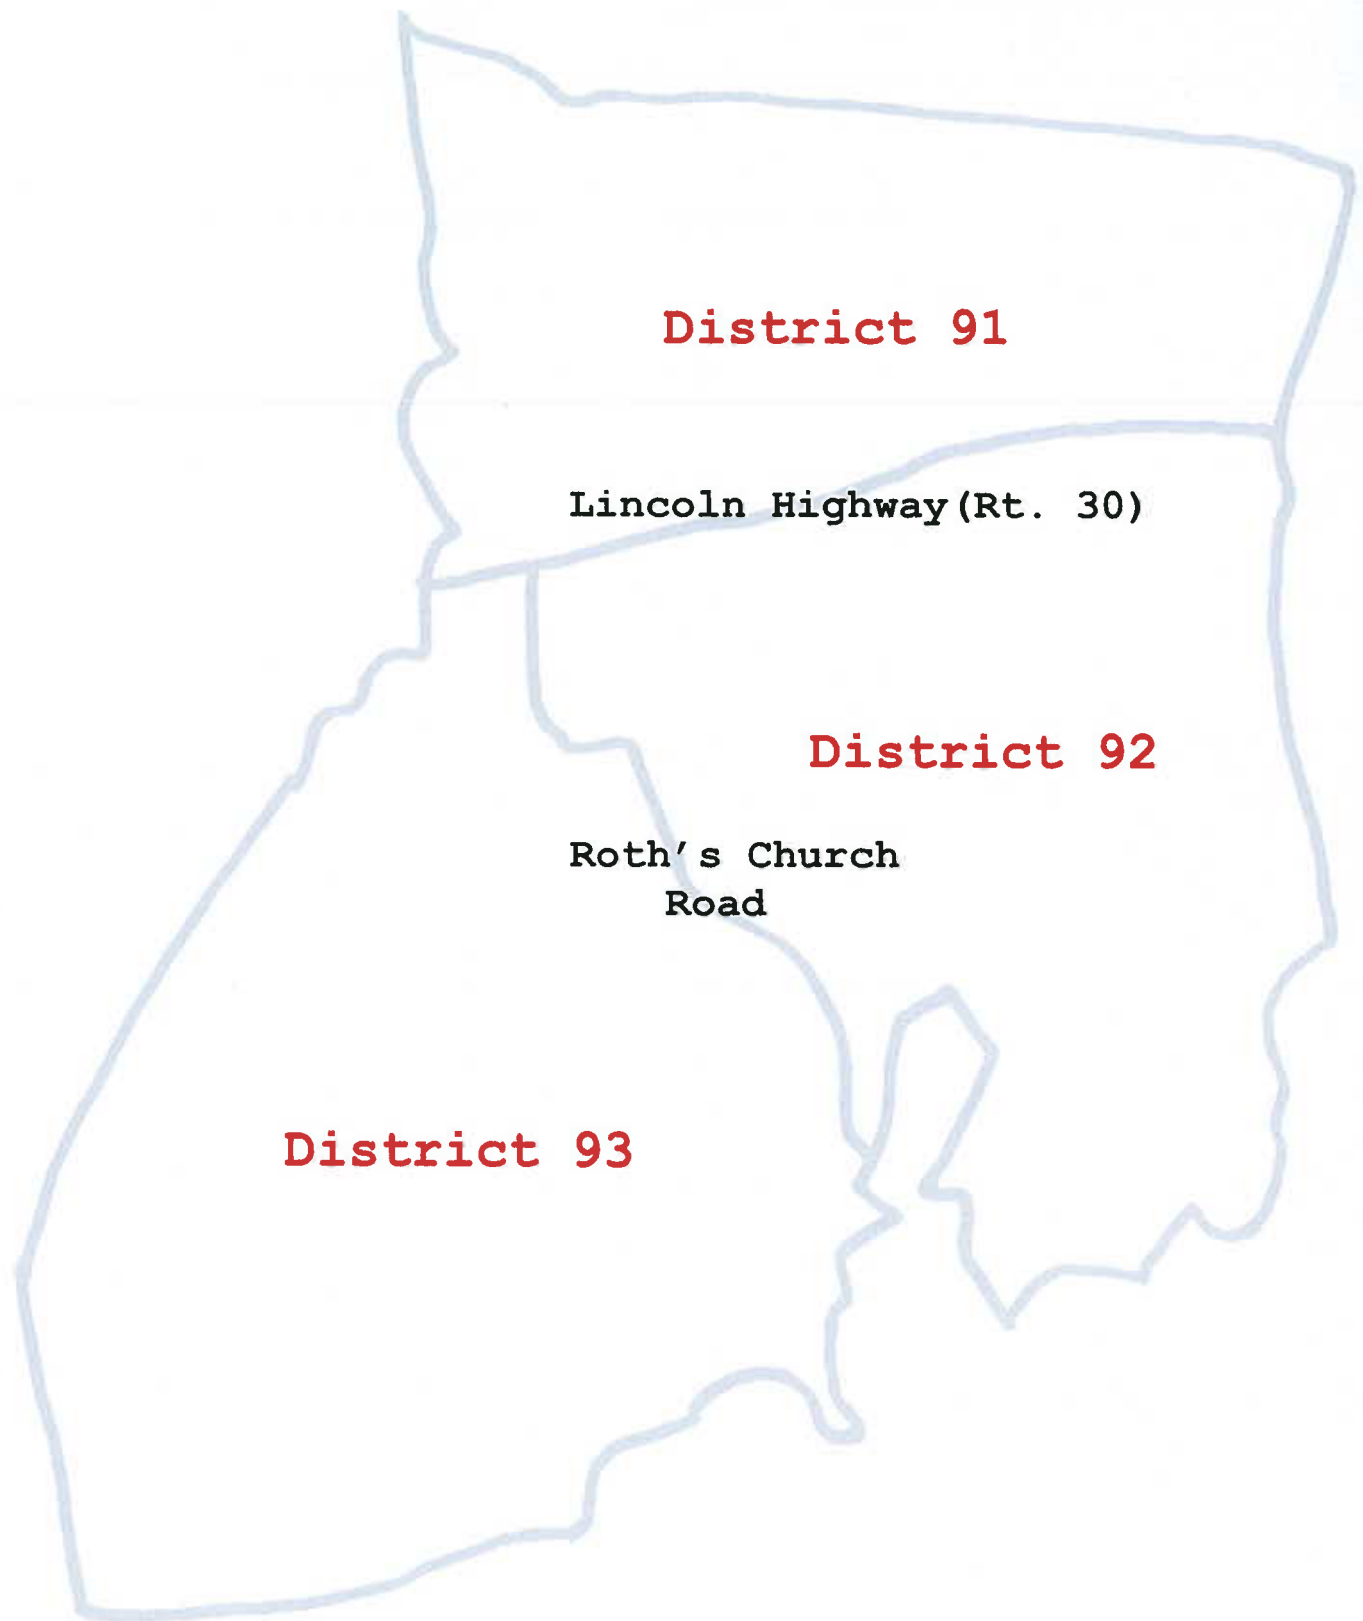 District 91
Lincoln Highway(Rt. 30)
District 92
Roth's Church
Road
District 93